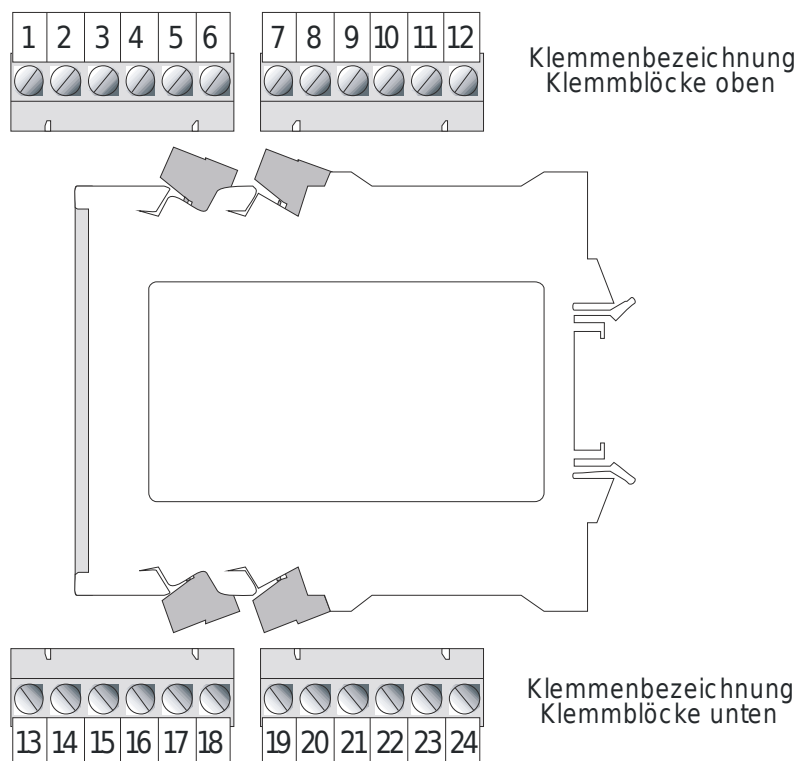 1 2 3 4 5 6 7 8 9 10 11 12
Klemmenbezeichnung
Klemmblöcke oben
Klemmenbezeichnung
Klemmblöcke unten
13 14 15 16 17 18 19 20 21 22 23 24